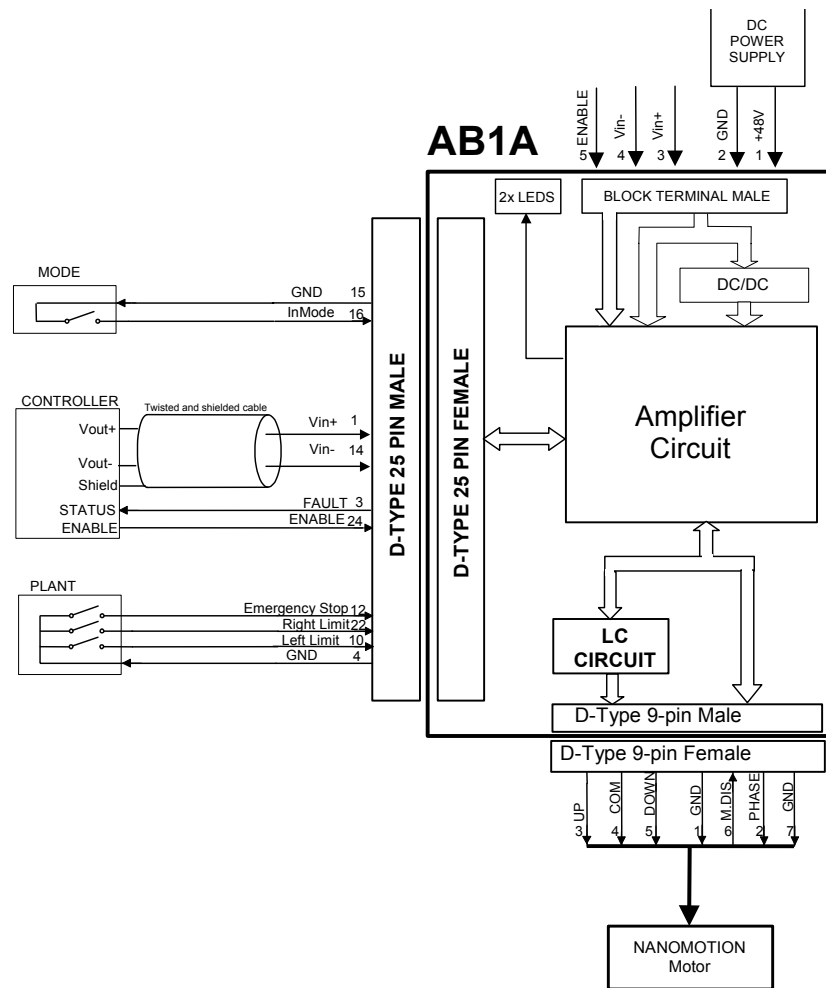 DC
POWER
SUPPLY
ENABLE
Vin-
Vin+
GND
+48V
5
4
3
2
1
AB1A
2x LEDS
BLOCK TERMINAL MALE
DC/DC
MODE
GND 15
InMode 16
CONTROLLER
Twisted and shielded cable
Vout+
Vin+ 1
Vout-
Vin- 14
Shield
STATUS
FAULT 3
ENABLE
ENABLE 24
D-TYPE 25 PIN MALE
D-TYPE 25 PIN FEMALE
Amplifier
Circuit
PLANT
Emergency Stop 12
Right Limit 22
Left Limit 10
GND 4
LC
CIRCUIT
D-Type 9-pin Male
D-Type 9-pin Female
UP
COM
DOWN
GND
M.DIS
PHASE
GND
3
4
5
1
6
2
7
NANOMOTION
Motor